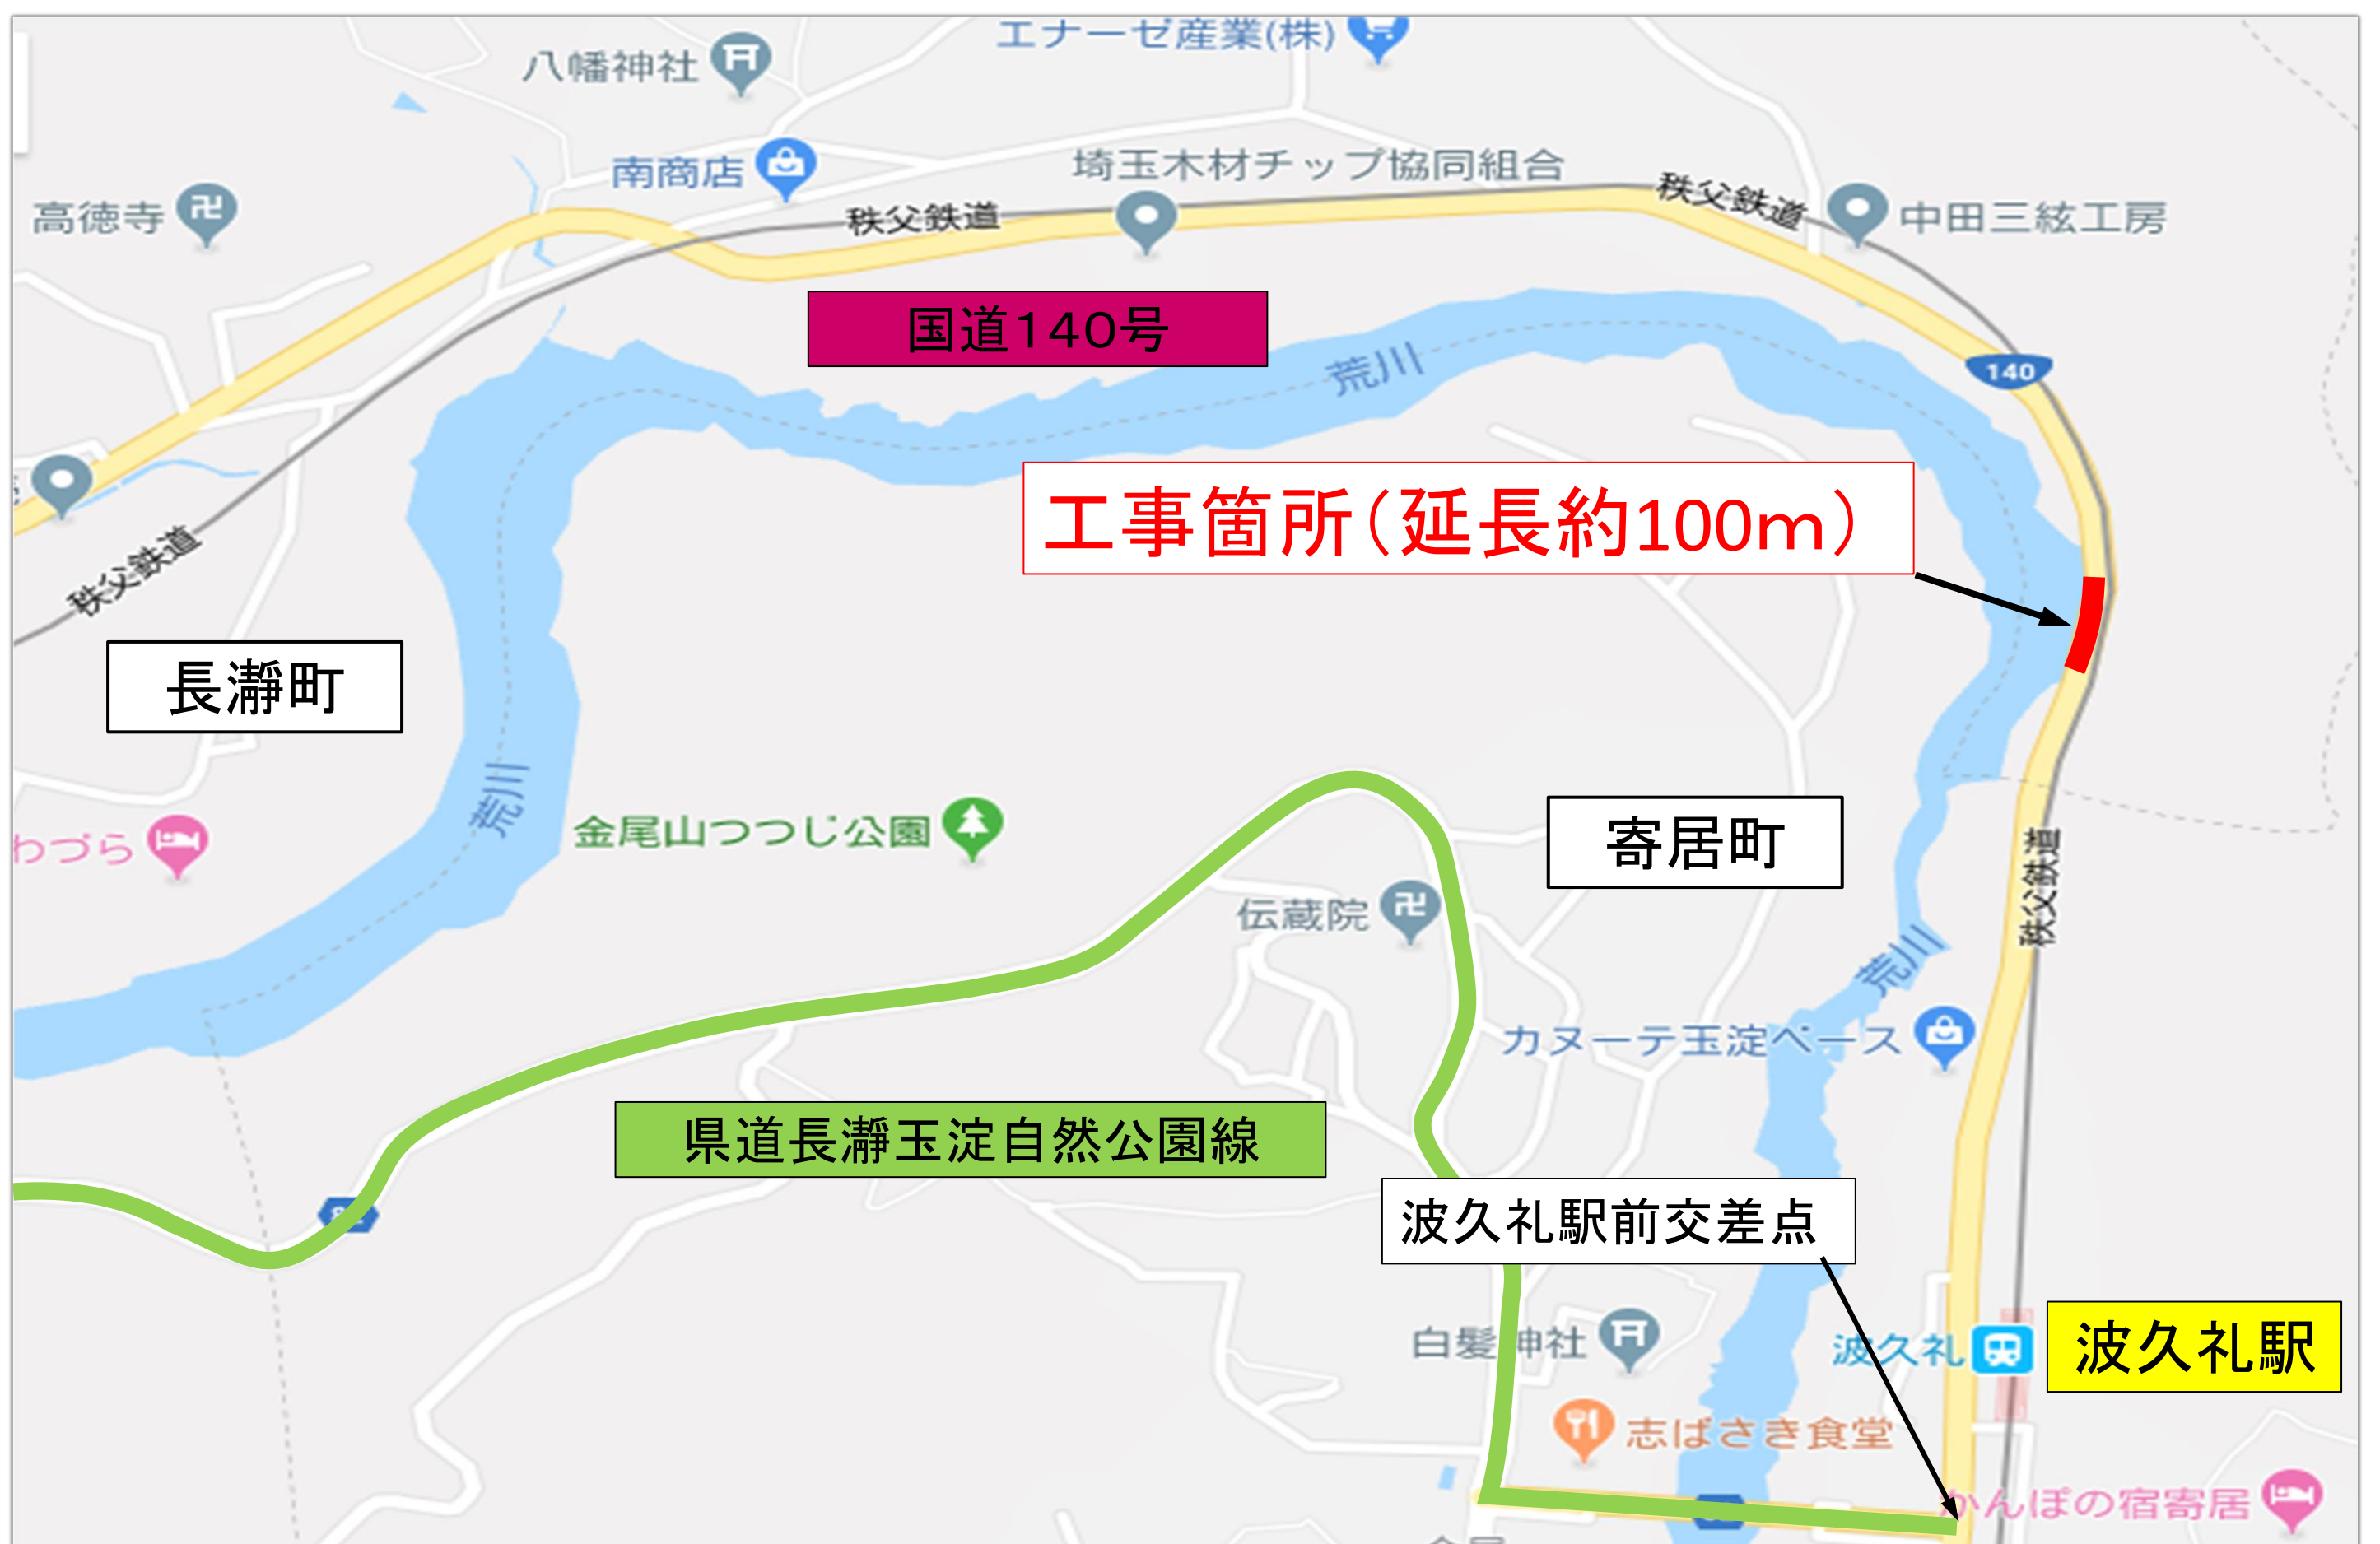 エナーゼ産業(株)
八幡神社
南商店
埼玉木材チップ協同組合
秩父鉄道
高徳寺
秩父鉄道
中田三絃工房
国道140号
荒川
140
工事箇所(延長約100m)
秩父鉄道
長瀞町
荒川
わづら
金尾山つつじ公園
寄居町
秩父鉄道
伝蔵院
荒川
カヌーテ玉淀ベース
県道長瀞玉淀自然公園線
波久礼駅前交差点
白髪神社
波久礼
波久礼駅
志ばさき食堂
かんぽの宿寄居